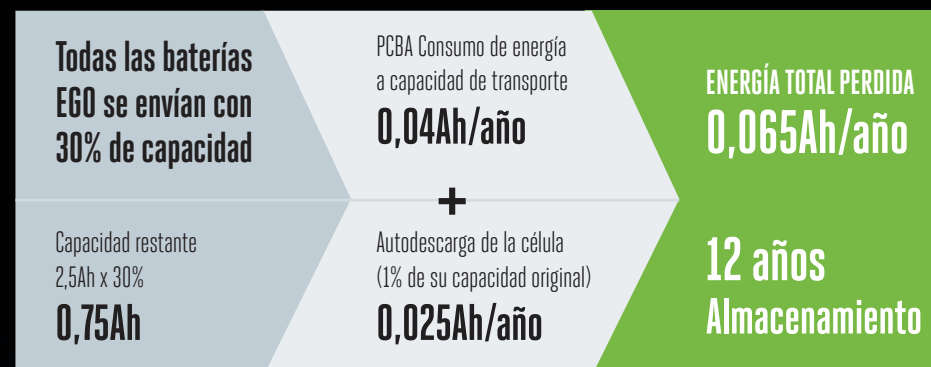 Todas las baterías
EGO se envían con
30% de capacidad
Capacidad restante
2,5Ah x 30%
0,75Ah
PCBA Consumo de energía
a capacidad de transporte
0,04Ah/año
+
Autodescarga de la célula
(1% de su capacidad original)
0,025Ah/año
ENERGÍA TOTAL PERDIDA
0,065Ah/año
12 años
Almacenamiento